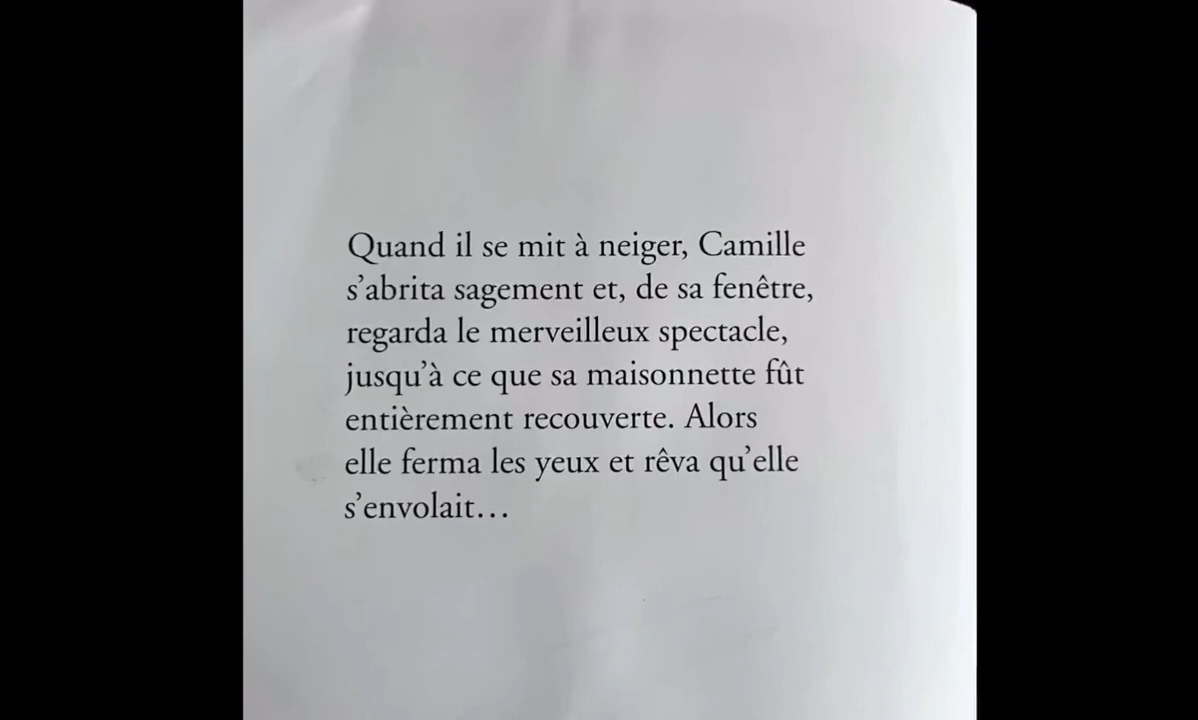 Quand il se mit à neiger, Camille
s’abrita sagement et, de sa fenêtre,
regarda le merveilleux spectacle,
jusqu’à ce que sa maisonnette fût
entièrement recouverte. Alors
elle ferma les yeux et rêva qu’elle
s’envolait…